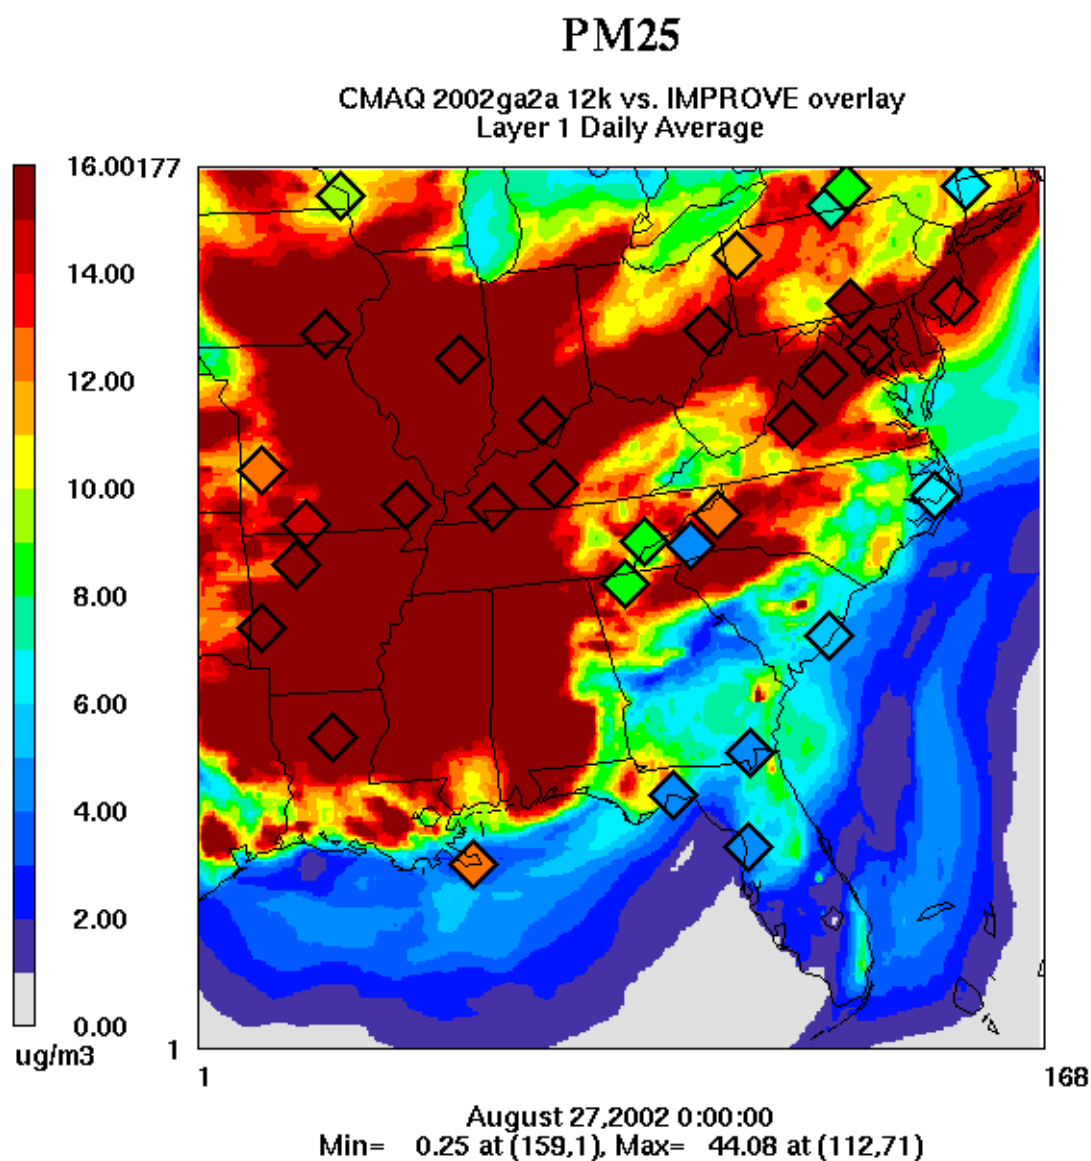 PM25
CMAQ 2002ga2a 12k vs. IMPROVE overlay
Layer 1 Daily Average
16.00
177
14.00
12.00
10.00
8.00
6.00
4.00
2.00
0.00
ug/m3
1
1
168
August 27,2002 0:00:00
Min= 0.25 at (159,1), Max= 44.08 at (112,71)